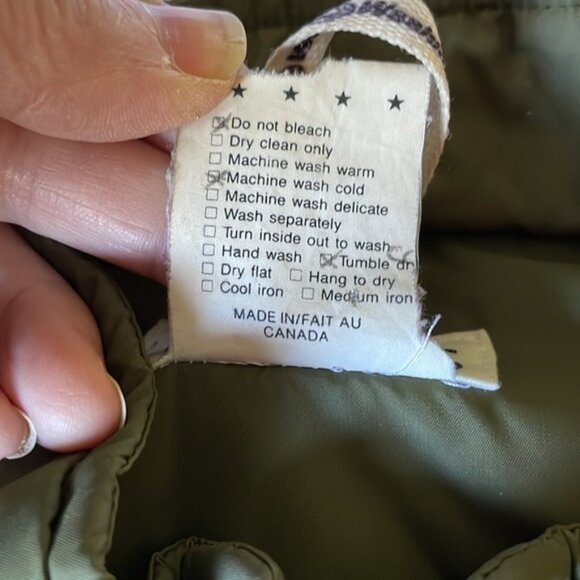 Do not bleach
Dry clean only
Machine wash warm
Machine wash cold
Machine wash delicate
Wash separately
Turn inside out to wash
Hand wash Tumble dr
Dry flat Hang to dry
Cool iron Medium iron
MADE IN/FAIT AU
CANADA